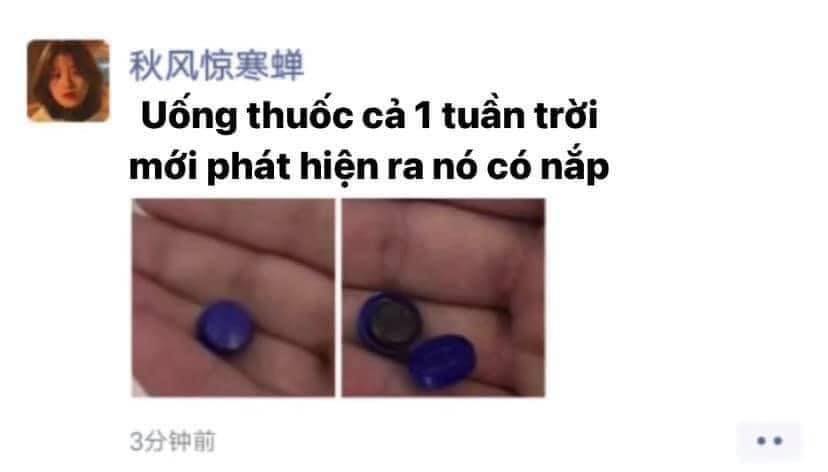 秋风惊寒蝉
Uống thuốc cả 1 tuần trời
mới phát hiện ra nó có nắp
3分钟前